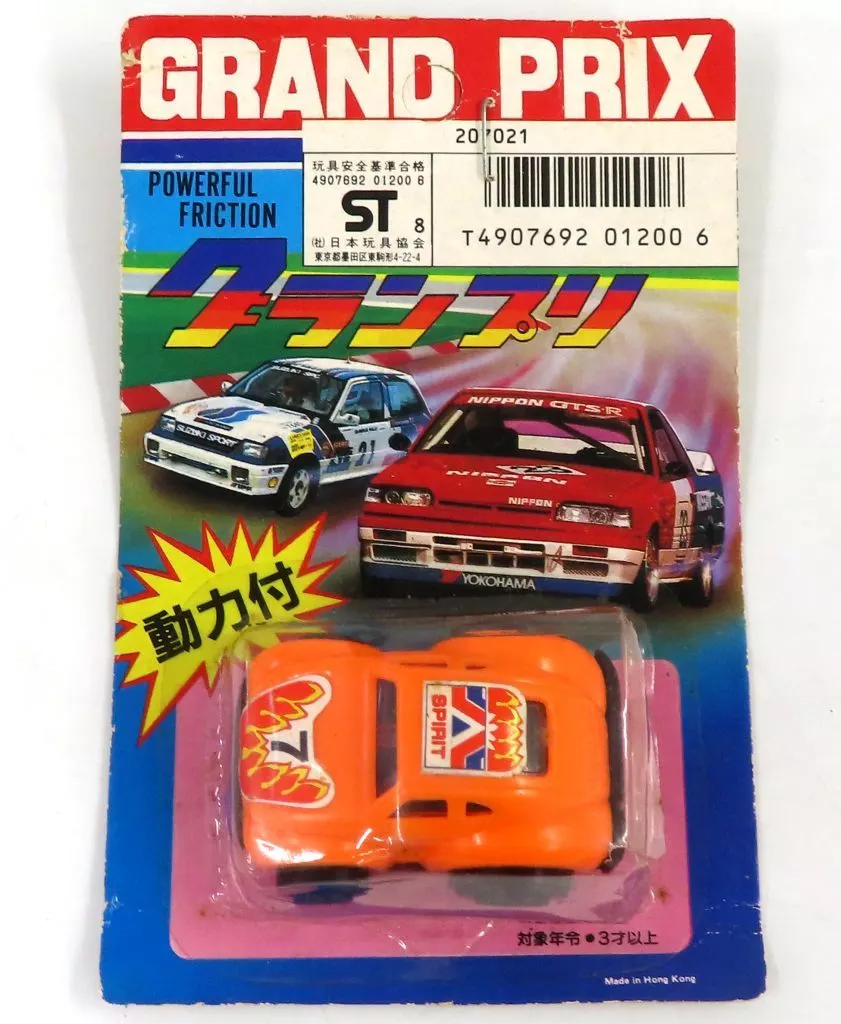 GRAND PRIX
207021
POWERFUL
FRICTION
玩具安全基準合格
4907692 01200 6
ST 8
(社)日本玩具協会
東京都墨田区東駒形4-22-4
T4907692 01200 6
グランプリ
SUZUKI SPORT
21
NIPPON GTS-R
NIPPON
NIPPON
YOKOHAMA
動力付
7
SPIRIT
対象年令●3才以上
Made in Hong Kong